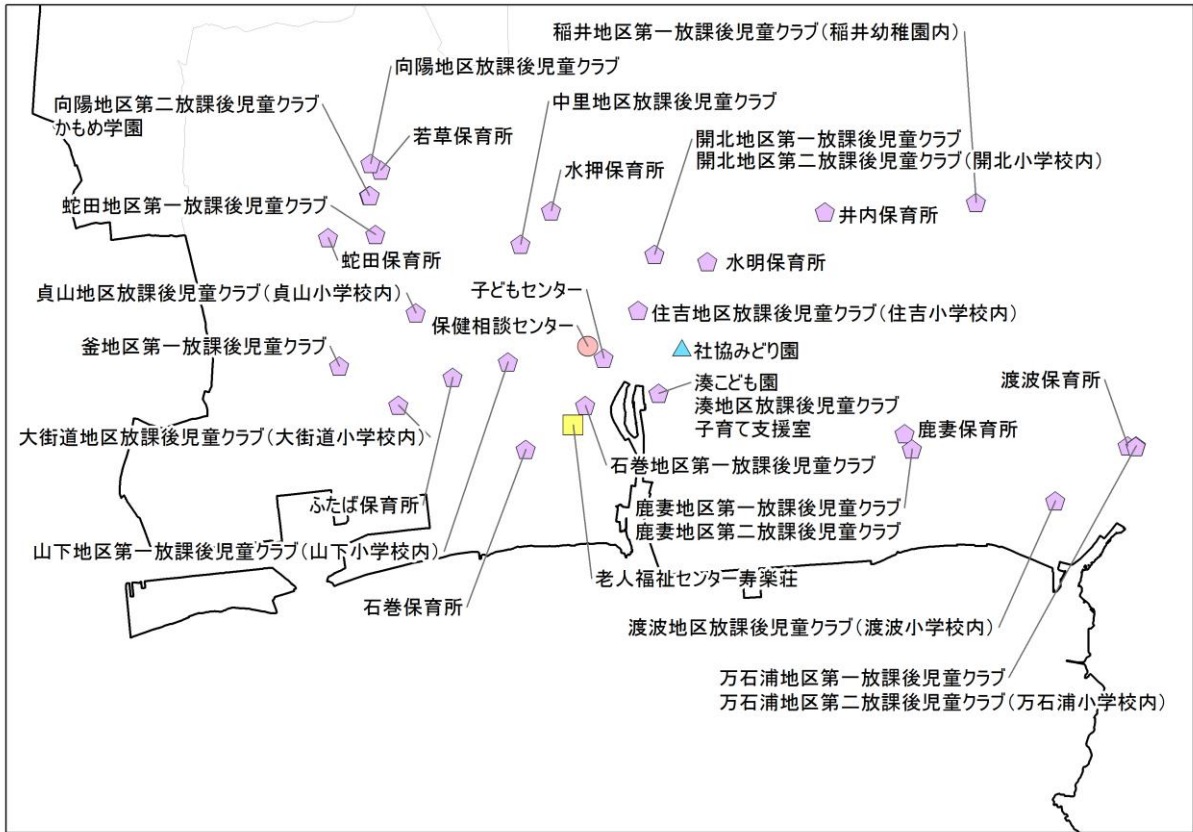 稲井地区第一放課後児童クラブ(稲井幼稚園内)
向陽地区放課後児童クラブ
向陽地区第二放課後児童クラブ
かもめ学園
中里地区放課後児童クラブ
若草保育所
開北地区第一放課後児童クラブ
開北地区第二放課後児童クラブ(開北小学校内)
水押保育所
蛇田地区第一放課後児童クラブ
井内保育所
蛇田保育所
水明保育所
貞山地区放課後児童クラブ(貞山小学校内)
子どもセンター
住吉地区放課後児童クラブ(住吉小学校内)
保健相談センター
釜地区第一放課後児童クラブ
社協みどり園
湊こども園
湊地区放課後児童クラブ
子育て支援室
渡波保育所
大街道地区放課後児童クラブ(大街道小学校内)
鹿妻保育所
石巻地区第一放課後児童クラブ
ふたば保育所
鹿妻地区第一放課後児童クラブ
鹿妻地区第二放課後児童クラブ
山下地区第一放課後児童クラブ(山下小学校内)
老人福祉センター寿楽荘
石巻保育所
渡波地区放課後児童クラブ(渡波小学校内)
万石浦地区第一放課後児童クラブ
万石浦地区第二放課後児童クラブ(万石浦小学校内)